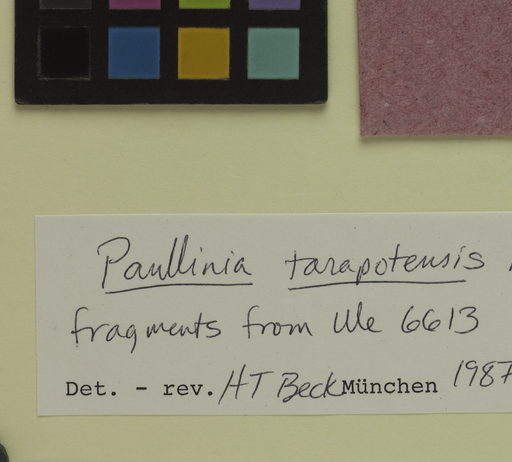 Paullinia tarapotensis
fragments from Ule 6613
Det. - rev. HT Beck München 1987